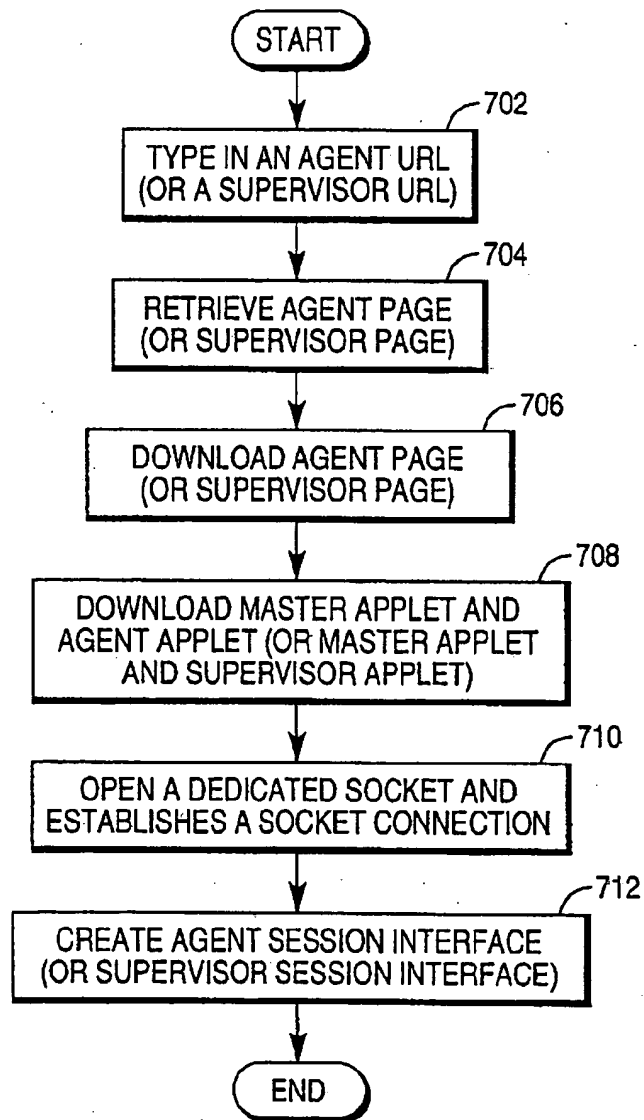 START
702
TYPE IN AN AGENT URL
(OR A SUPERVISOR URL)
704
RETRIEVE AGENT PAGE
(OR SUPERVISOR PAGE)
706
DOWNLOAD AGENT PAGE
(OR SUPERVISOR PAGE)
708
DOWNLOAD MASTER APPLET AND
AGENT APPLET (OR MASTER APPLET
AND SUPERVISOR APPLET)
710
OPEN A DEDICATED SOCKET AND
ESTABLISHES A SOCKET CONNECTION
712
CREATE AGENT SESSION INTERFACE
(OR SUPERVISOR SESSION INTERFACE)
END